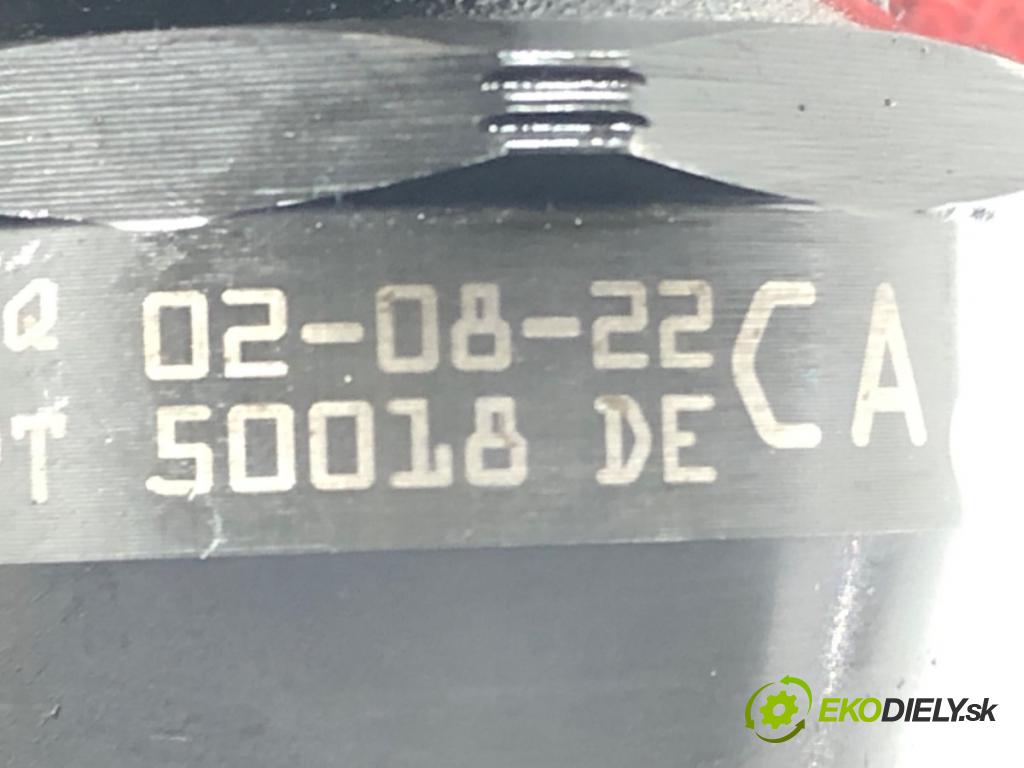 Q 02-08-22 CA
T 50018 DE
EKODIELY.sk